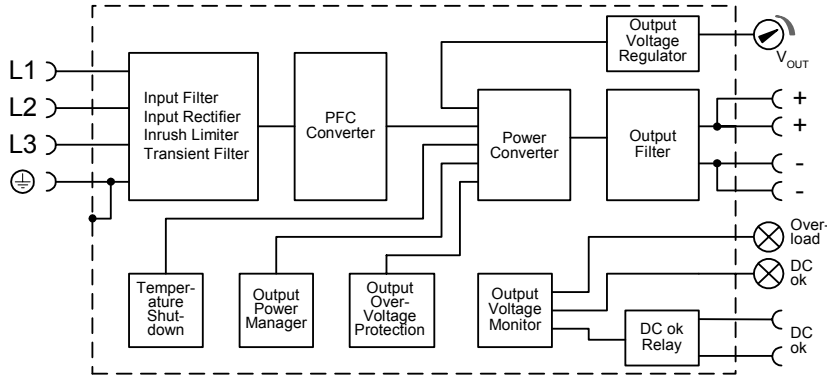 L1
L2
L3
Input Filter
Input Rectifier
Inrush Limiter
Transient Filter
PFC
Converter
Power
Converter
Output
Filter
Output
Voltage
Regulator
VOUT
+
+
-
-
Temper-
ature
Shut-
down
Output
Power
Manager
Output
Over-
Voltage
Protection
Output
Voltage
Monitor
DC ok
Relay
Over-
load
DC
ok
DC
ok